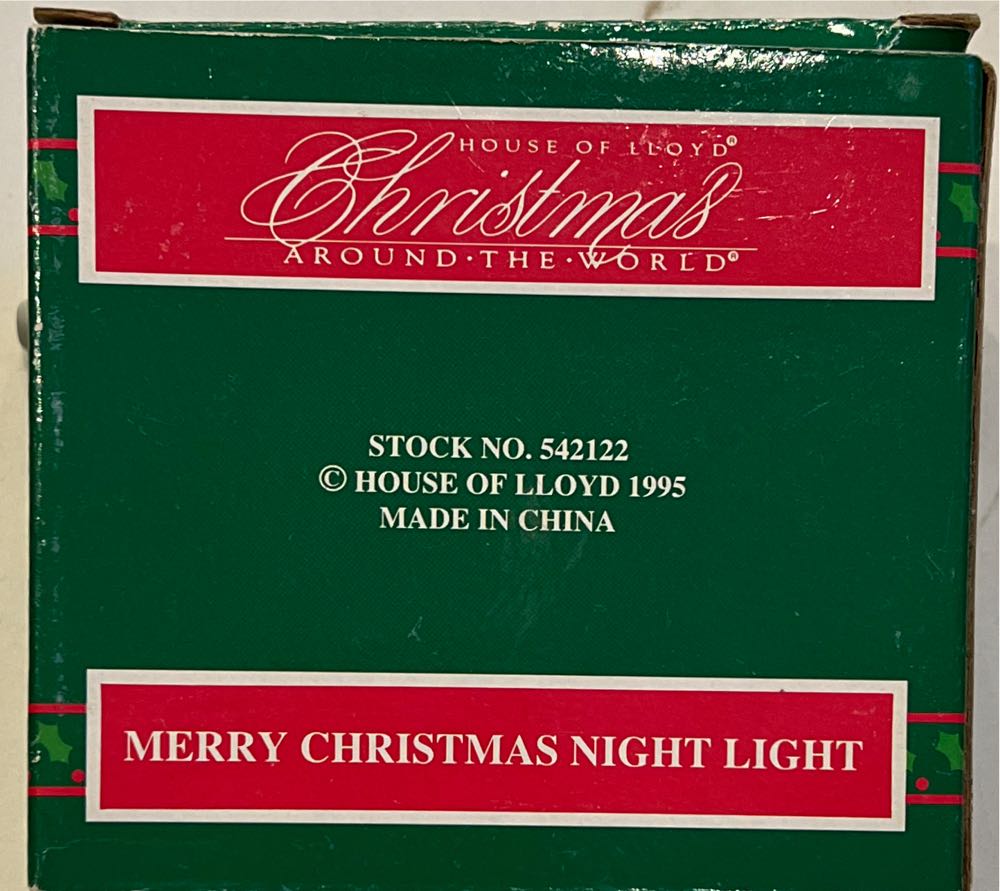 HOUSE OF LLOYD®
Christmas
AROUND·THE·WORLD®
STOCK NO. 542122
© HOUSE OF LLOYD 1995
MADE IN CHINA
MERRY CHRISTMAS NIGHT LIGHT